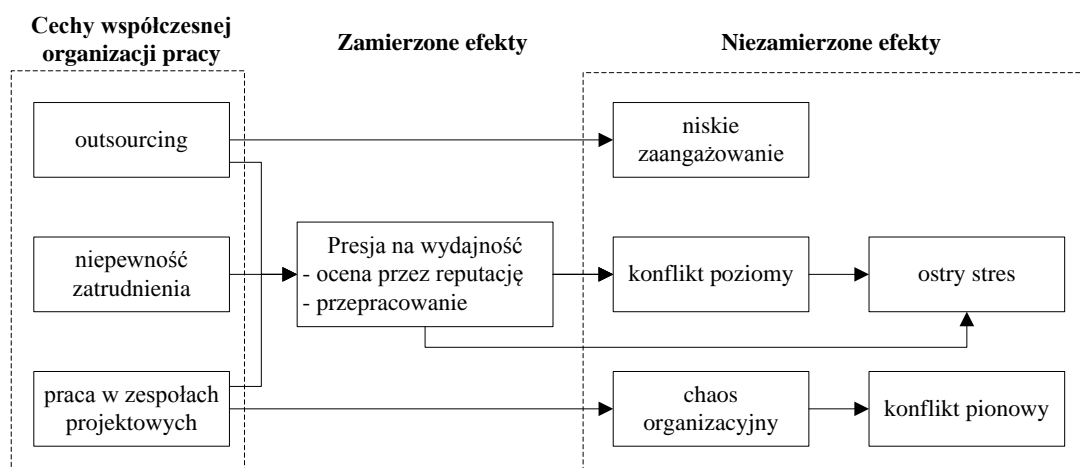 Cechy współczesnej
organizacji pracy
Zamierzone efekty
Niezamierzone efekty
outsourcing
niskie
zaangażowanie
niepewność
zatrudnienia
Presja na wydajność
- ocena przez reputację
- przepracowanie
konflikt poziomy
ostry stres
praca w zespołach
projektowych
chaos
organizacyjny
konflikt pionowy